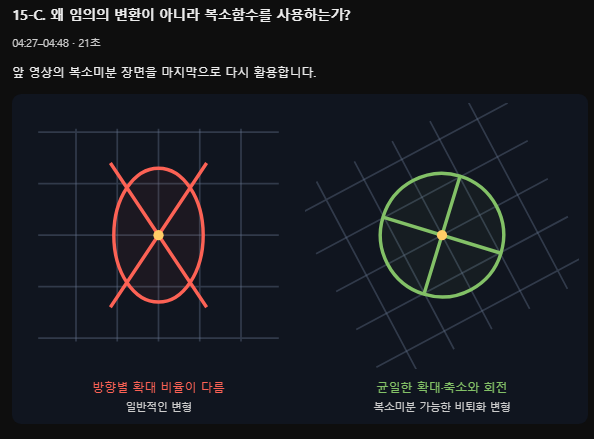 15-C. 왜 임의의 변환이 아니라 복소함수를 사용하는가?
04:27–04:48 · 21초
앞 영상의 복소미분 장면을 마지막으로 다시 활용합니다.
방향별 확대 비율이 다름
일반적인 변형
균일한 확대·축소와 회전
복소미분 가능한 비퇴화 변형